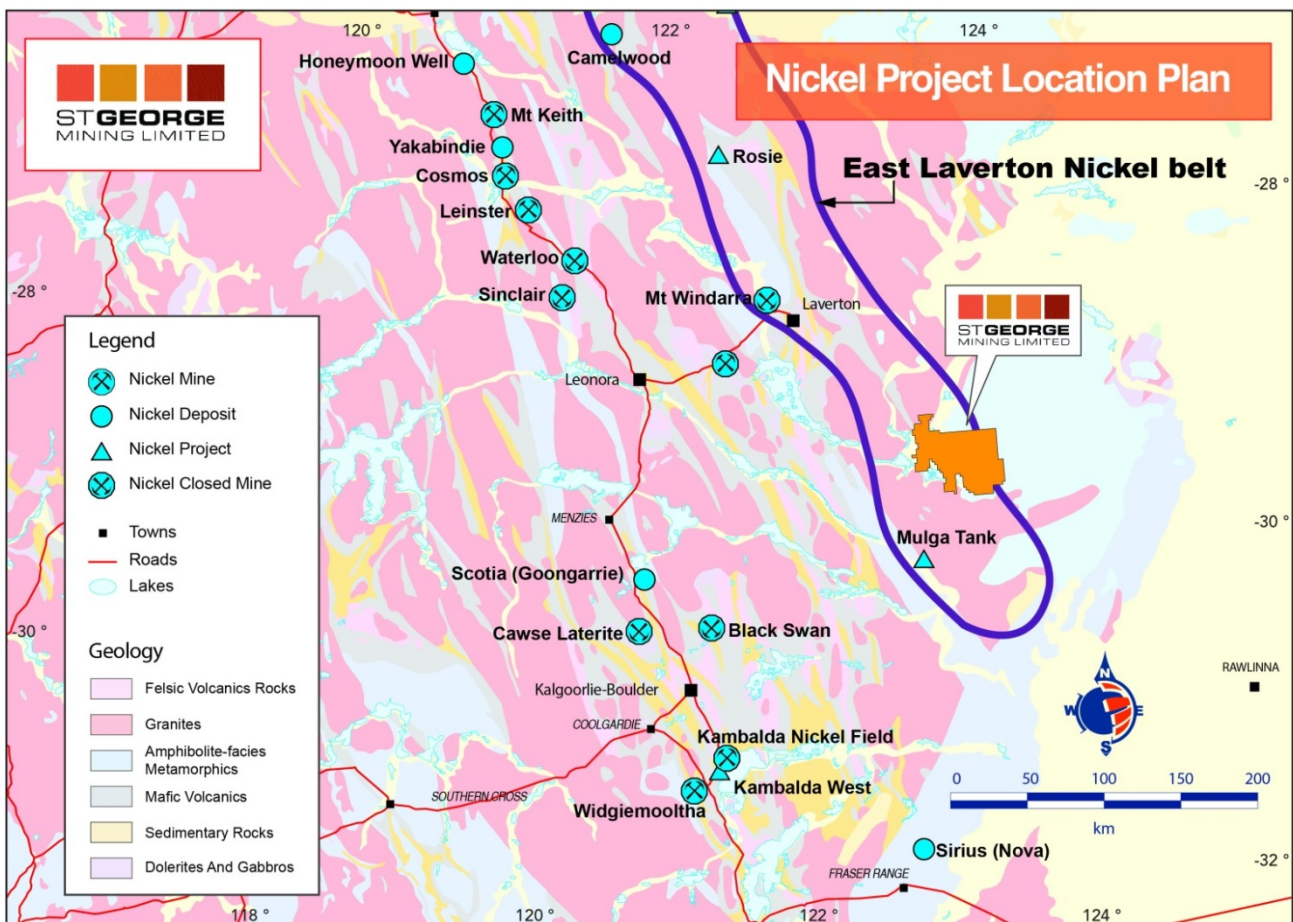 120 °
122 °
124 °
STGEORGE
MINING LIMITED
Nickel Project Location Plan
Honeymoon Well
Camelwood
Mt Keith
Yakabindie
Rosie
Cosmos
East Laverton Nickel belt
-28 °
Leinster
Waterloo
-28 °
Sinclair
Mt Windarra
Laverton
STGEORGE
MINING LIMITED
Leonora
Legend
Nickel Mine
Nickel Deposit
Nickel Project
Nickel Closed Mine
Towns
Roads
Lakes
MENZIES
-30 °
Mulga Tank
Scotia (Goongarrie)
-30 °
Cawse Laterite
Black Swan
Geology
Felsic Volcanics Rocks
Granites
Amphibolite-facies
Metamorphics
Mafic Volcanics
Sedimentary Rocks
Dolerites And Gabbros
RAWLINNA
Kalgoorlie-Boulder
N
W
E
S
COOLGARDIE
Kambalda Nickel Field
Kambalda West
0 50 100 150 200
km
SOUTHERN CROSS
Widgiemooltha
Sirius (Nova)
-32 °
FRASER RANGE
118 °
120 °
122 °
124 °